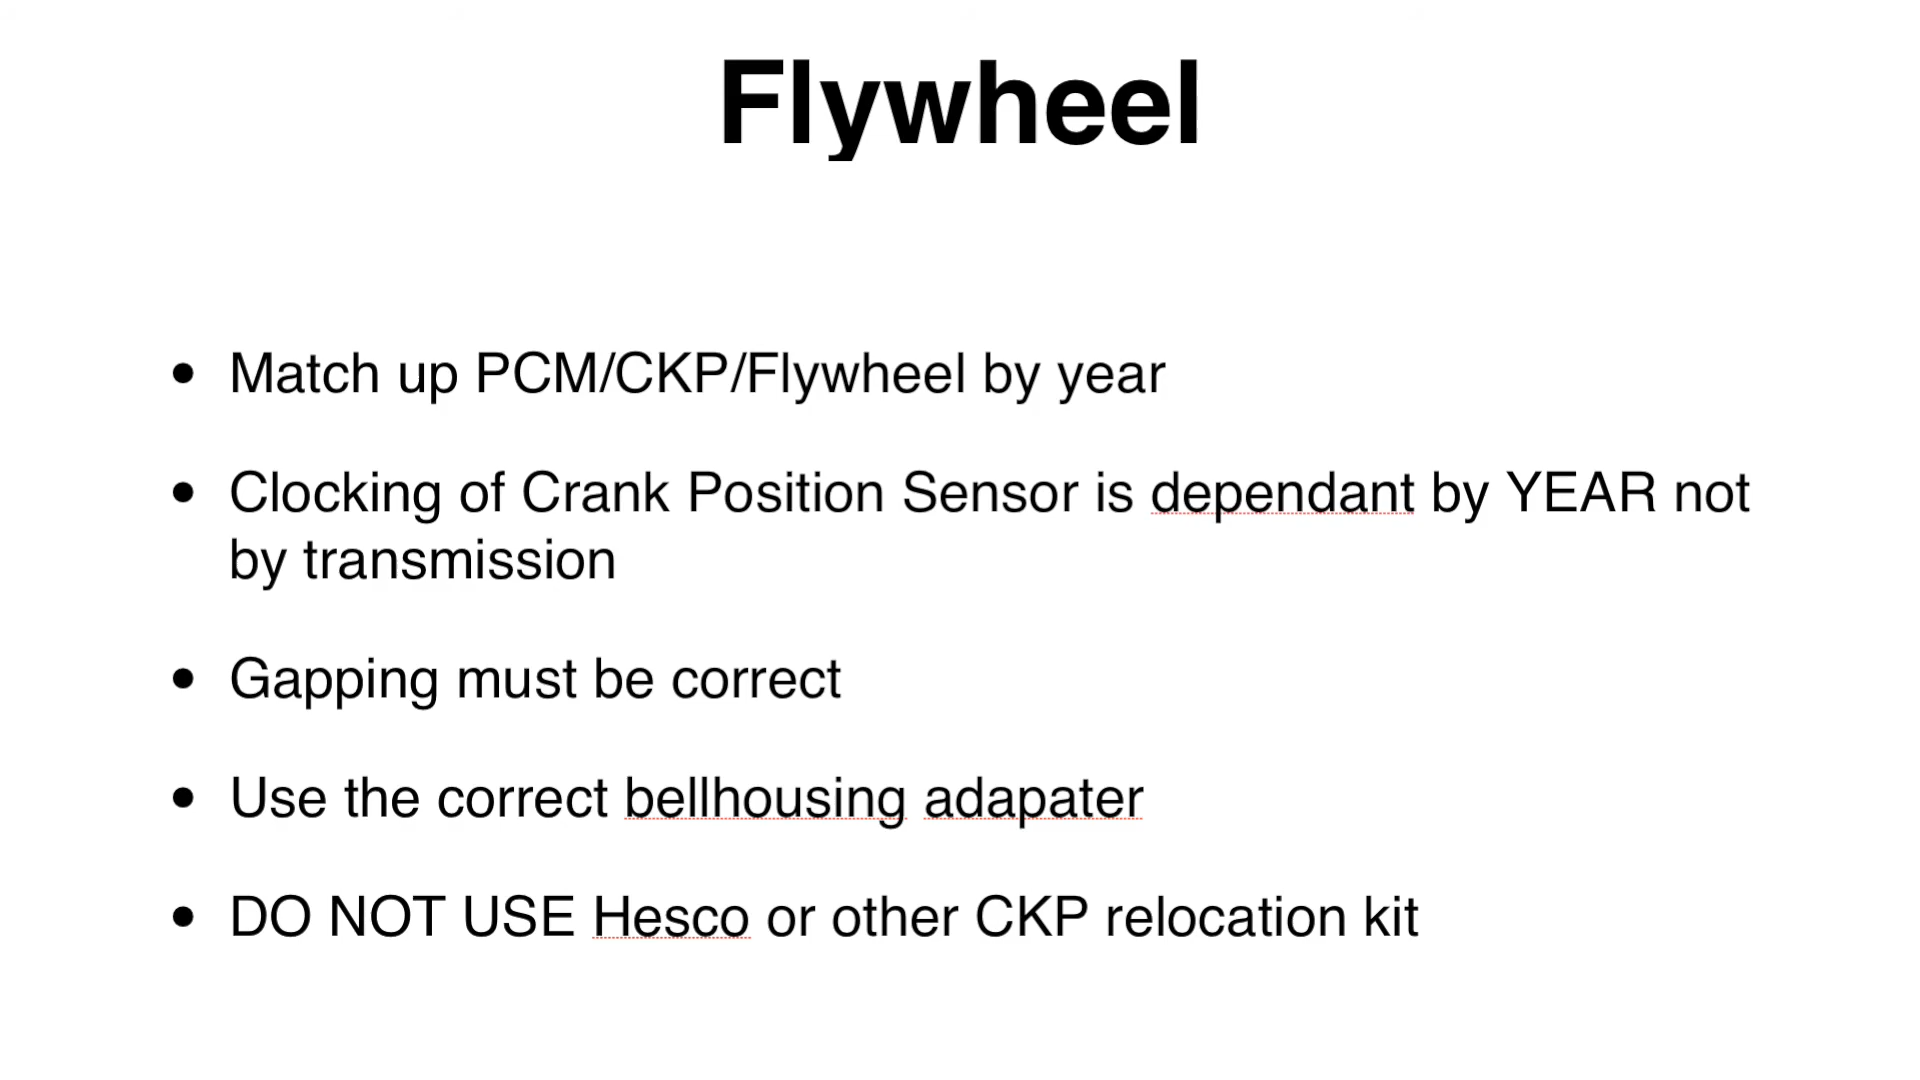 Flywheel
• Match up PCM/CKP/Flywheel by year
• Clocking of Crank Position Sensor is dependant by YEAR not
by transmission
• Gapping must be correct
• Use the correct bellhousing adapater
• DO NOT USE Hesco or other CKP relocation kit